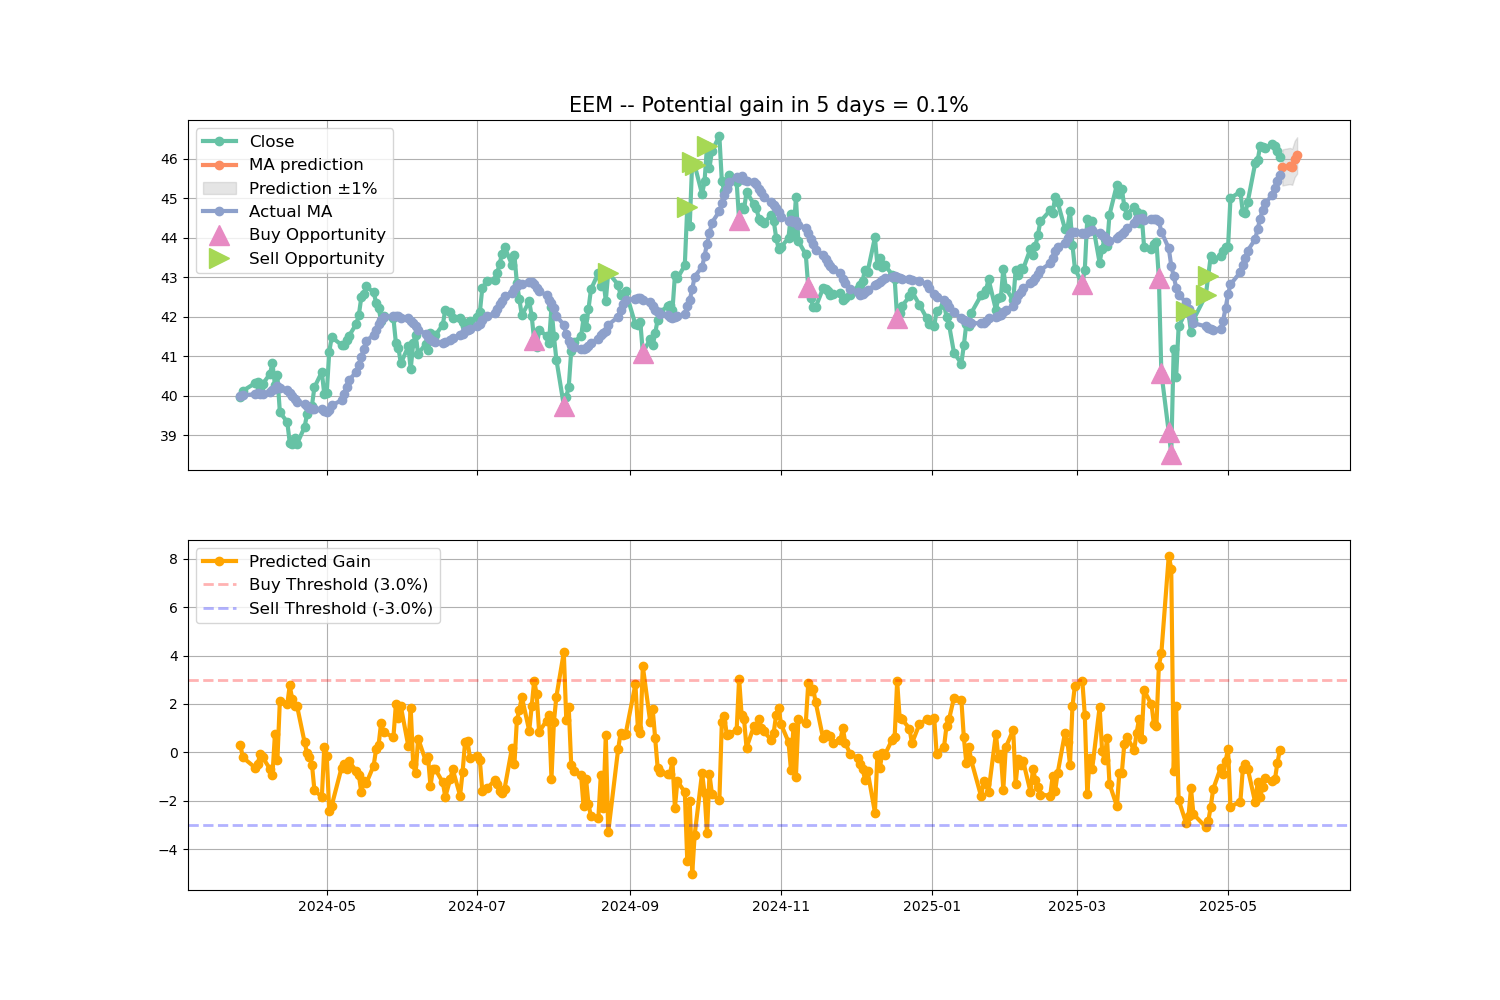 EEM -- Potential gain in 5 days = 0.1%
Close
MA prediction
Prediction ±1%
Actual MA
Buy Opportunity
Sell Opportunity
46
45
44
43
42
41
40
39
Predicted Gain
Buy Threshold (3.0%)
Sell Threshold (-3.0%)
8
6
4
2
0
−2
−4
2024-05 2024-07 2024-09 2024-11 2025-01 2025-03 2025-05